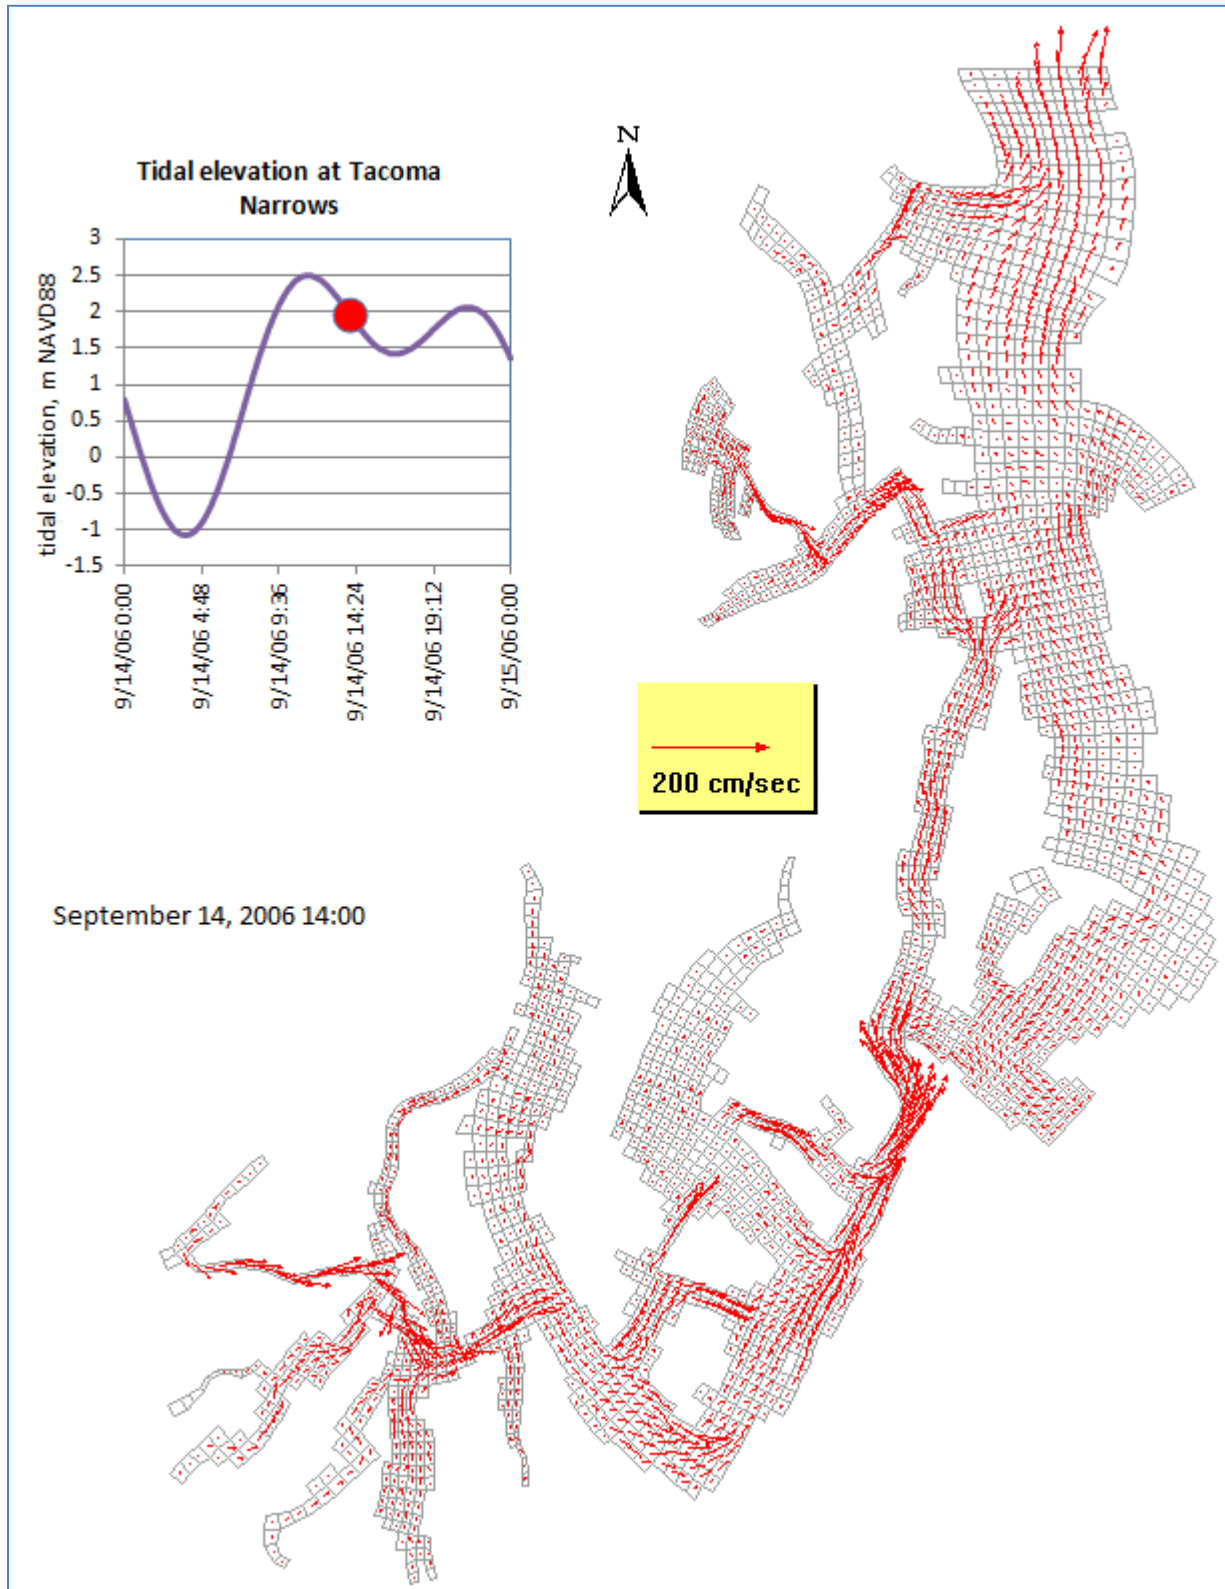 N
Tidal elevation at Tacoma
Narrows
tidal elevation, m NAVD88
3
2.5
2
1.5
1
0.5
0
-0.5
-1
-1.5
9/14/06 0:00
9/14/06 4:48
9/14/06 9:36
9/14/06 14:24
9/14/06 19:12
9/15/06 0:00
200 cm/sec
September 14, 2006 14:00